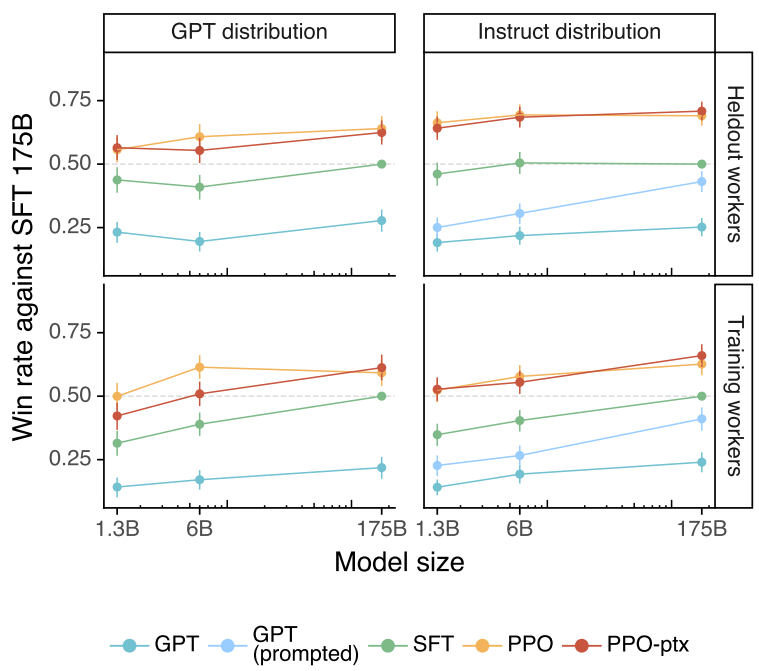 GPT distribution
Instruct distribution
Win rate against SFT 175B
0.75
0.50
0.25
Heldout workers
0.75
0.50
0.25
Training workers
1.3B
6B
175B
1.3B
6B
175B
Model size
GPT
GPT
(prompted)
SFT
PPO
PPO-ptx